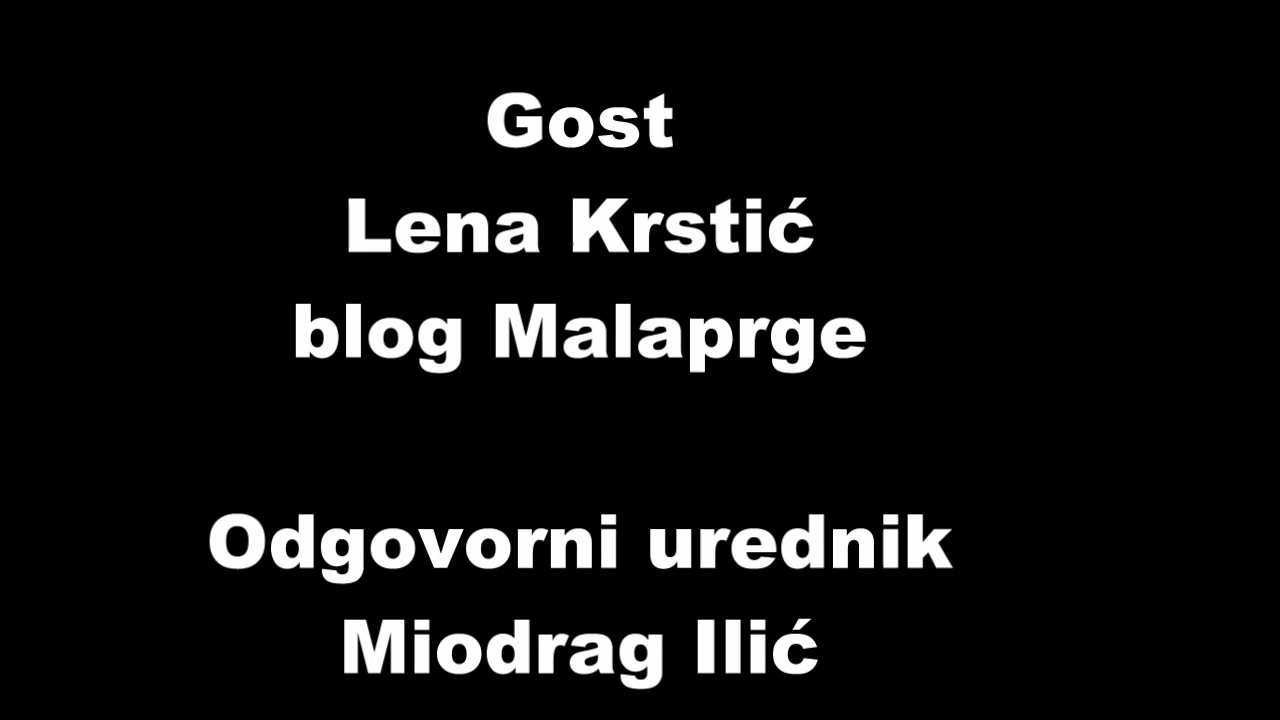 Gost
Lena Krstić
blog Malaprge
Odgovorni urednik
Miodrag Ilić